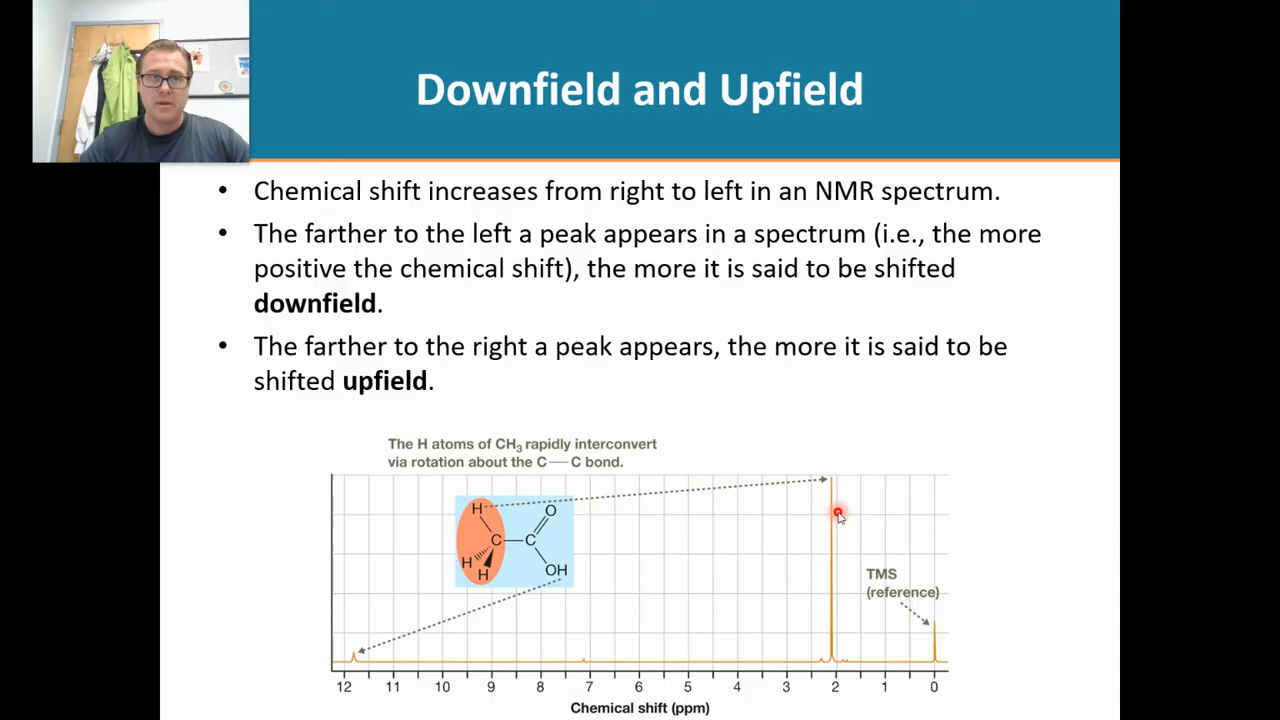 Downfield and Upfield
• Chemical shift increases from right to left in an NMR spectrum.
• The farther to the left a peak appears in a spectrum (i.e., the more
positive the chemical shift), the more it is said to be shifted
downfield.
• The farther to the right a peak appears, the more it is said to be
shifted upfield.
The H atoms of CH₃ rapidly interconvert
via rotation about the C—C bond.
H O
C C
H
H
OH
TMS
(reference)
12 11 10 9 8 7 6 5 4 3 2 1 0
Chemical shift (ppm)